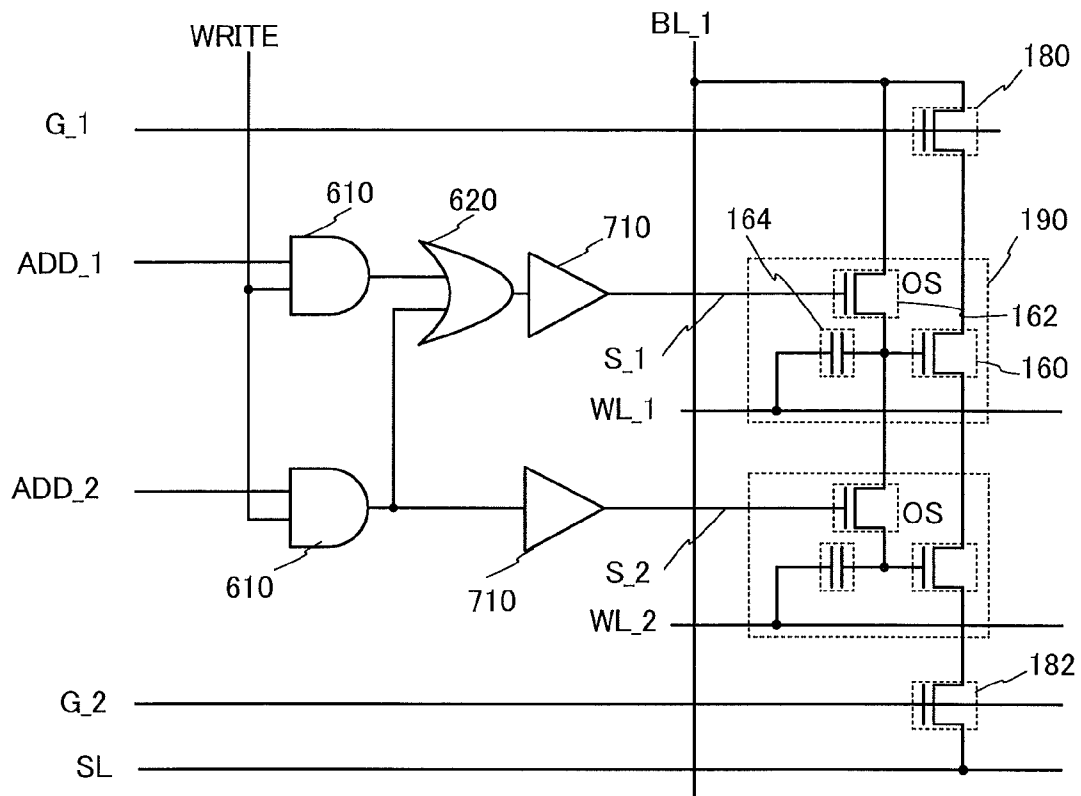 WRITE
BL_1
180
G_1
610
620
710
164
190
ADD_1
OS
162
S_1
160
WL_1
ADD_2
OS
610
710
S_2
WL_2
182
G_2
SL